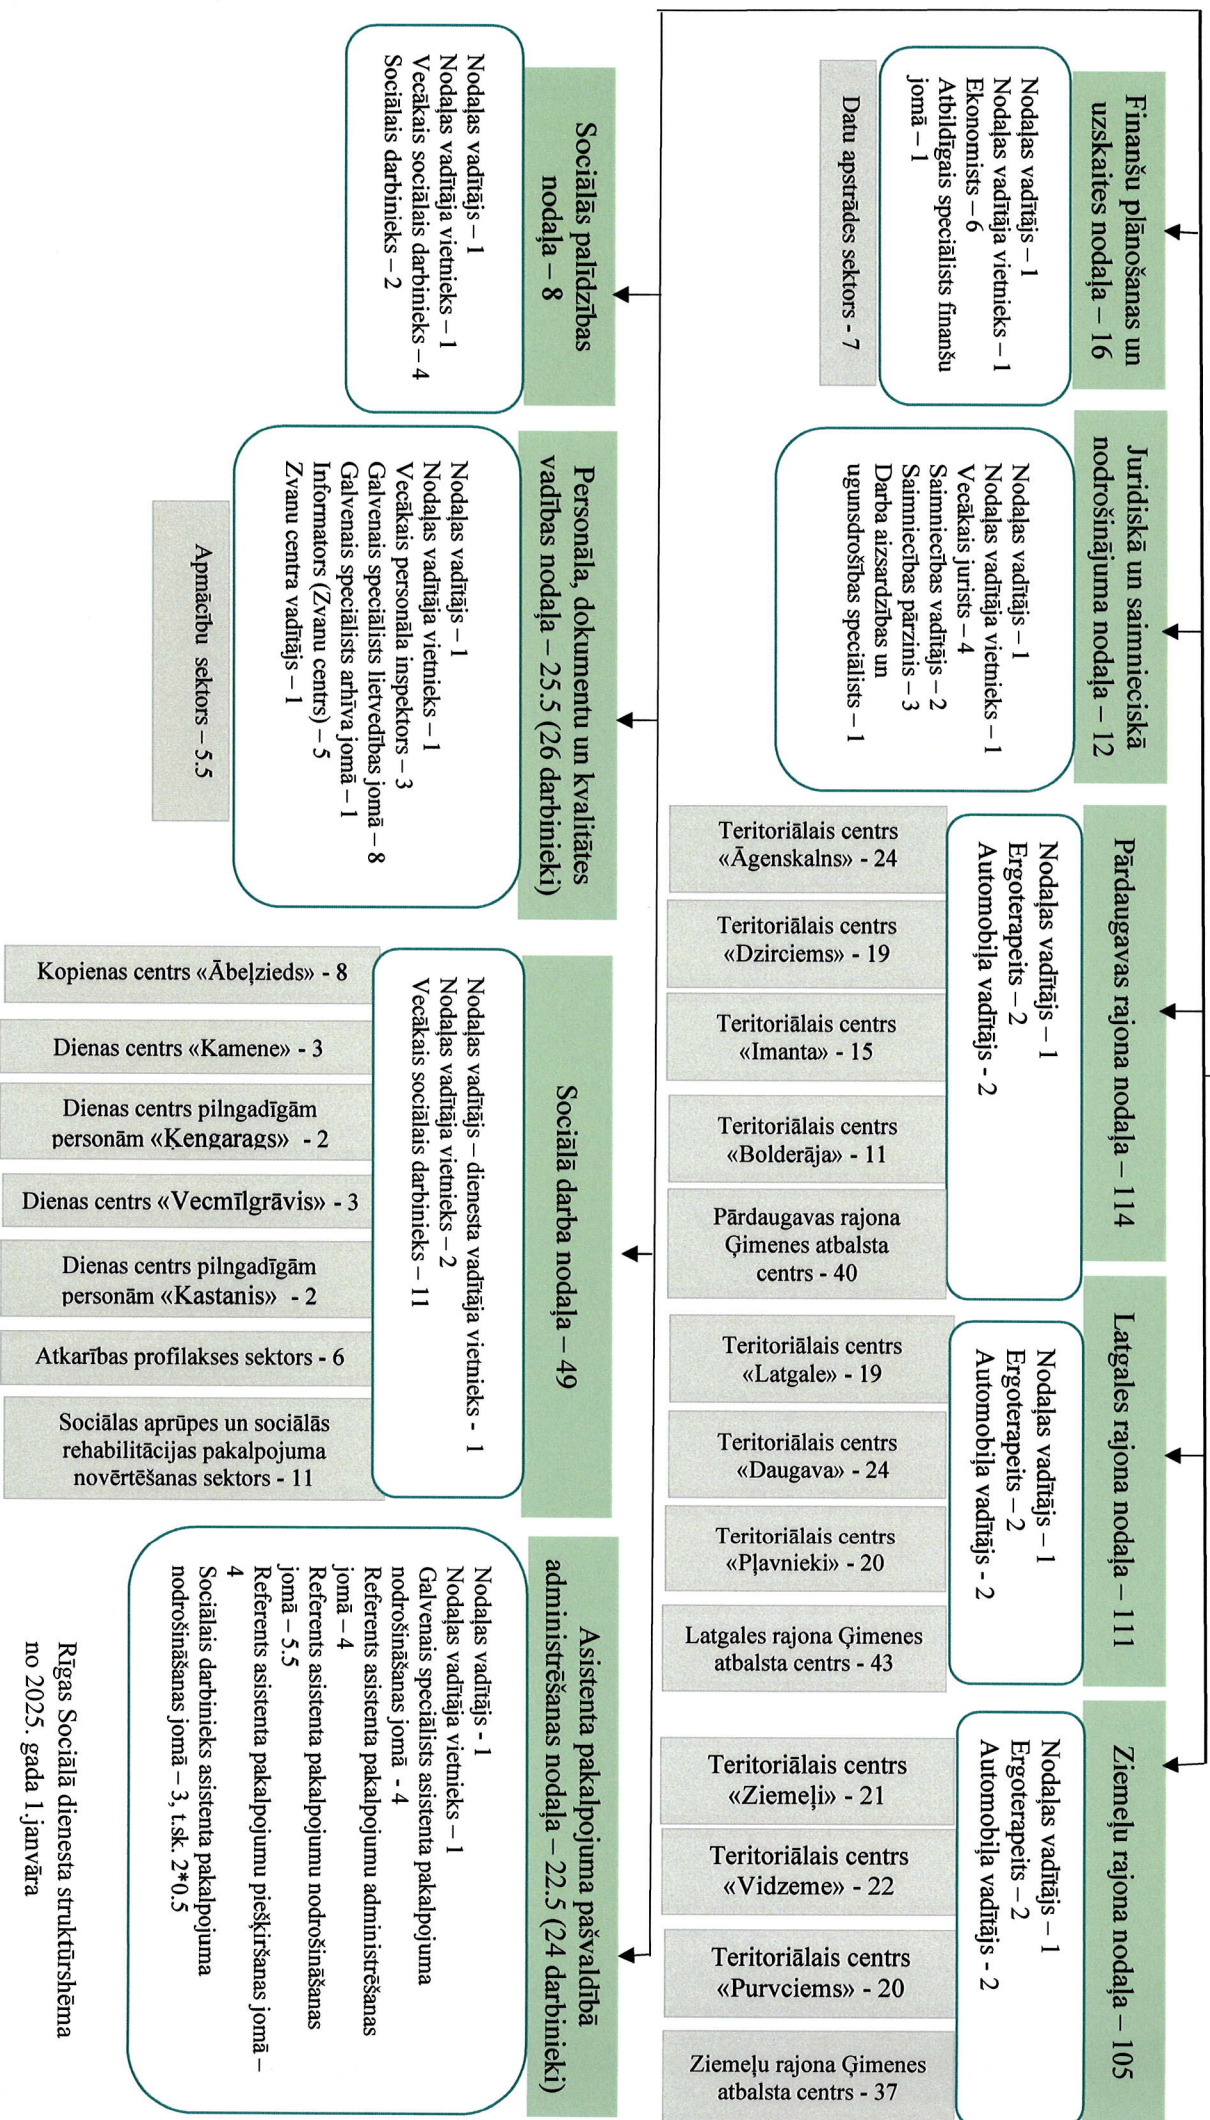 Finanšu plānošanas un
uzskaites nodaļa – 16
Nodaļas vadītājs – 1
Nodaļas vadītāja vietnieks – 1
Ekonomists – 6
Atbildīgais speciālists finanšu
jomā – 1
Datu apstrādes sektors - 7
Juridiskā un saimnieciskā
nodrošinājuma nodaļa – 12
Nodaļas vadītājs – 1
Nodaļas vadītāja vietnieks – 1
Vecākais jurists – 4
Saimniecības vadītājs – 2
Saimniecības pārzinis – 3
Darba aizsardzības un
ugunsdrošības speciālists – 1
Pārdaugavas rajona nodaļa – 114
Nodaļas vadītājs – 1
Ergoterapeits – 2
Automobiļa vadītājs - 2
Teritoriālais centrs
«Āgenskalns» - 24
Teritoriālais centrs
«Dzirciems» - 19
Teritoriālais centrs
«Imanta» - 15
Teritoriālais centrs
«Bolderāja» - 11
Pārdaugavas rajona
Ģimenes atbalsta
centrs - 40
Latgales rajona nodaļa – 111
Nodaļas vadītājs – 1
Ergoterapeits – 2
Automobiļa vadītājs - 2
Teritoriālais centrs
«Latgale» - 19
Teritoriālais centrs
«Daugava» - 24
Teritoriālais centrs
«Pļavnieki» - 20
Latgales rajona Ģimenes
atbalsta centrs - 43
Ziemeļu rajona nodaļa – 105
Nodaļas vadītājs – 1
Ergoterapeits – 2
Automobiļa vadītājs - 2
Teritoriālais centrs
«Ziemeļi» - 21
Teritoriālais centrs
«Vidzeme» - 22
Teritoriālais centrs
«Purvciems» - 20
Ziemeļu rajona Ģimenes
atbalsta centrs - 37
Sociālās palīdzības
nodaļa – 8
Nodaļas vadītājs – 1
Nodaļas vadītāja vietnieks – 1
Vecākais sociālais darbinieks – 4
Sociālais darbinieks – 2
Personāla, dokumentu un kvalitātes
vadības nodaļa – 25.5 (26 darbinieki)
Nodaļas vadītājs – 1
Nodaļas vadītāja vietnieks – 1
Vecākais personāla inspektors – 3
Galvenais speciālists lietvedības jomā – 8
Galvenais speciālists arhīva jomā – 1
Informators (Zvanu centrs) – 5
Zvanu centra vadītājs – 1
Apmācību sektors – 5.5
Sociālā darba nodaļa – 49
Nodaļas vadītājs – dienesta vadītāja vietnieks - 1
Nodaļas vadītāja vietnieks – 2
Vecākais sociālais darbinieks – 11
Kopienas centrs «Ābeļzieds» - 8
Dienas centrs «Kamene» - 3
Dienas centrs pilngadīgām
personām «Ķengarags» - 2
Dienas centrs «Vecmīlgrāvis» - 3
Dienas centrs pilngadīgām
personām «Kastanis» - 2
Atkarības profilakses sektors - 6
Sociālas aprūpes un sociālās
rehabilitācijas pakalpojuma
novērtēšanas sektors - 11
Asistenta pakalpojuma pašvaldībā
administrēšanas nodaļa – 22.5 (24 darbinieki)
Nodaļas vadītājs - 1
Nodaļas vadītāja vietnieks – 1
Galvenais speciālists asistenta pakalpojuma
nodrošināšanas jomā - 4
Referents asistenta pakalpojumu administrēšanas
jomā – 4
Referents asistenta pakalpojumu nodrošināšanas
jomā – 5.5
Referents asistenta pakalpojumu piešķiršanas jomā –
4
Sociālais darbinieks asistenta pakalpojuma
nodrošināšanas jomā – 3, t.sk. 2*0.5
Rīgas Sociālā dienesta struktūrshēma
no 2025. gada 1.janvāra